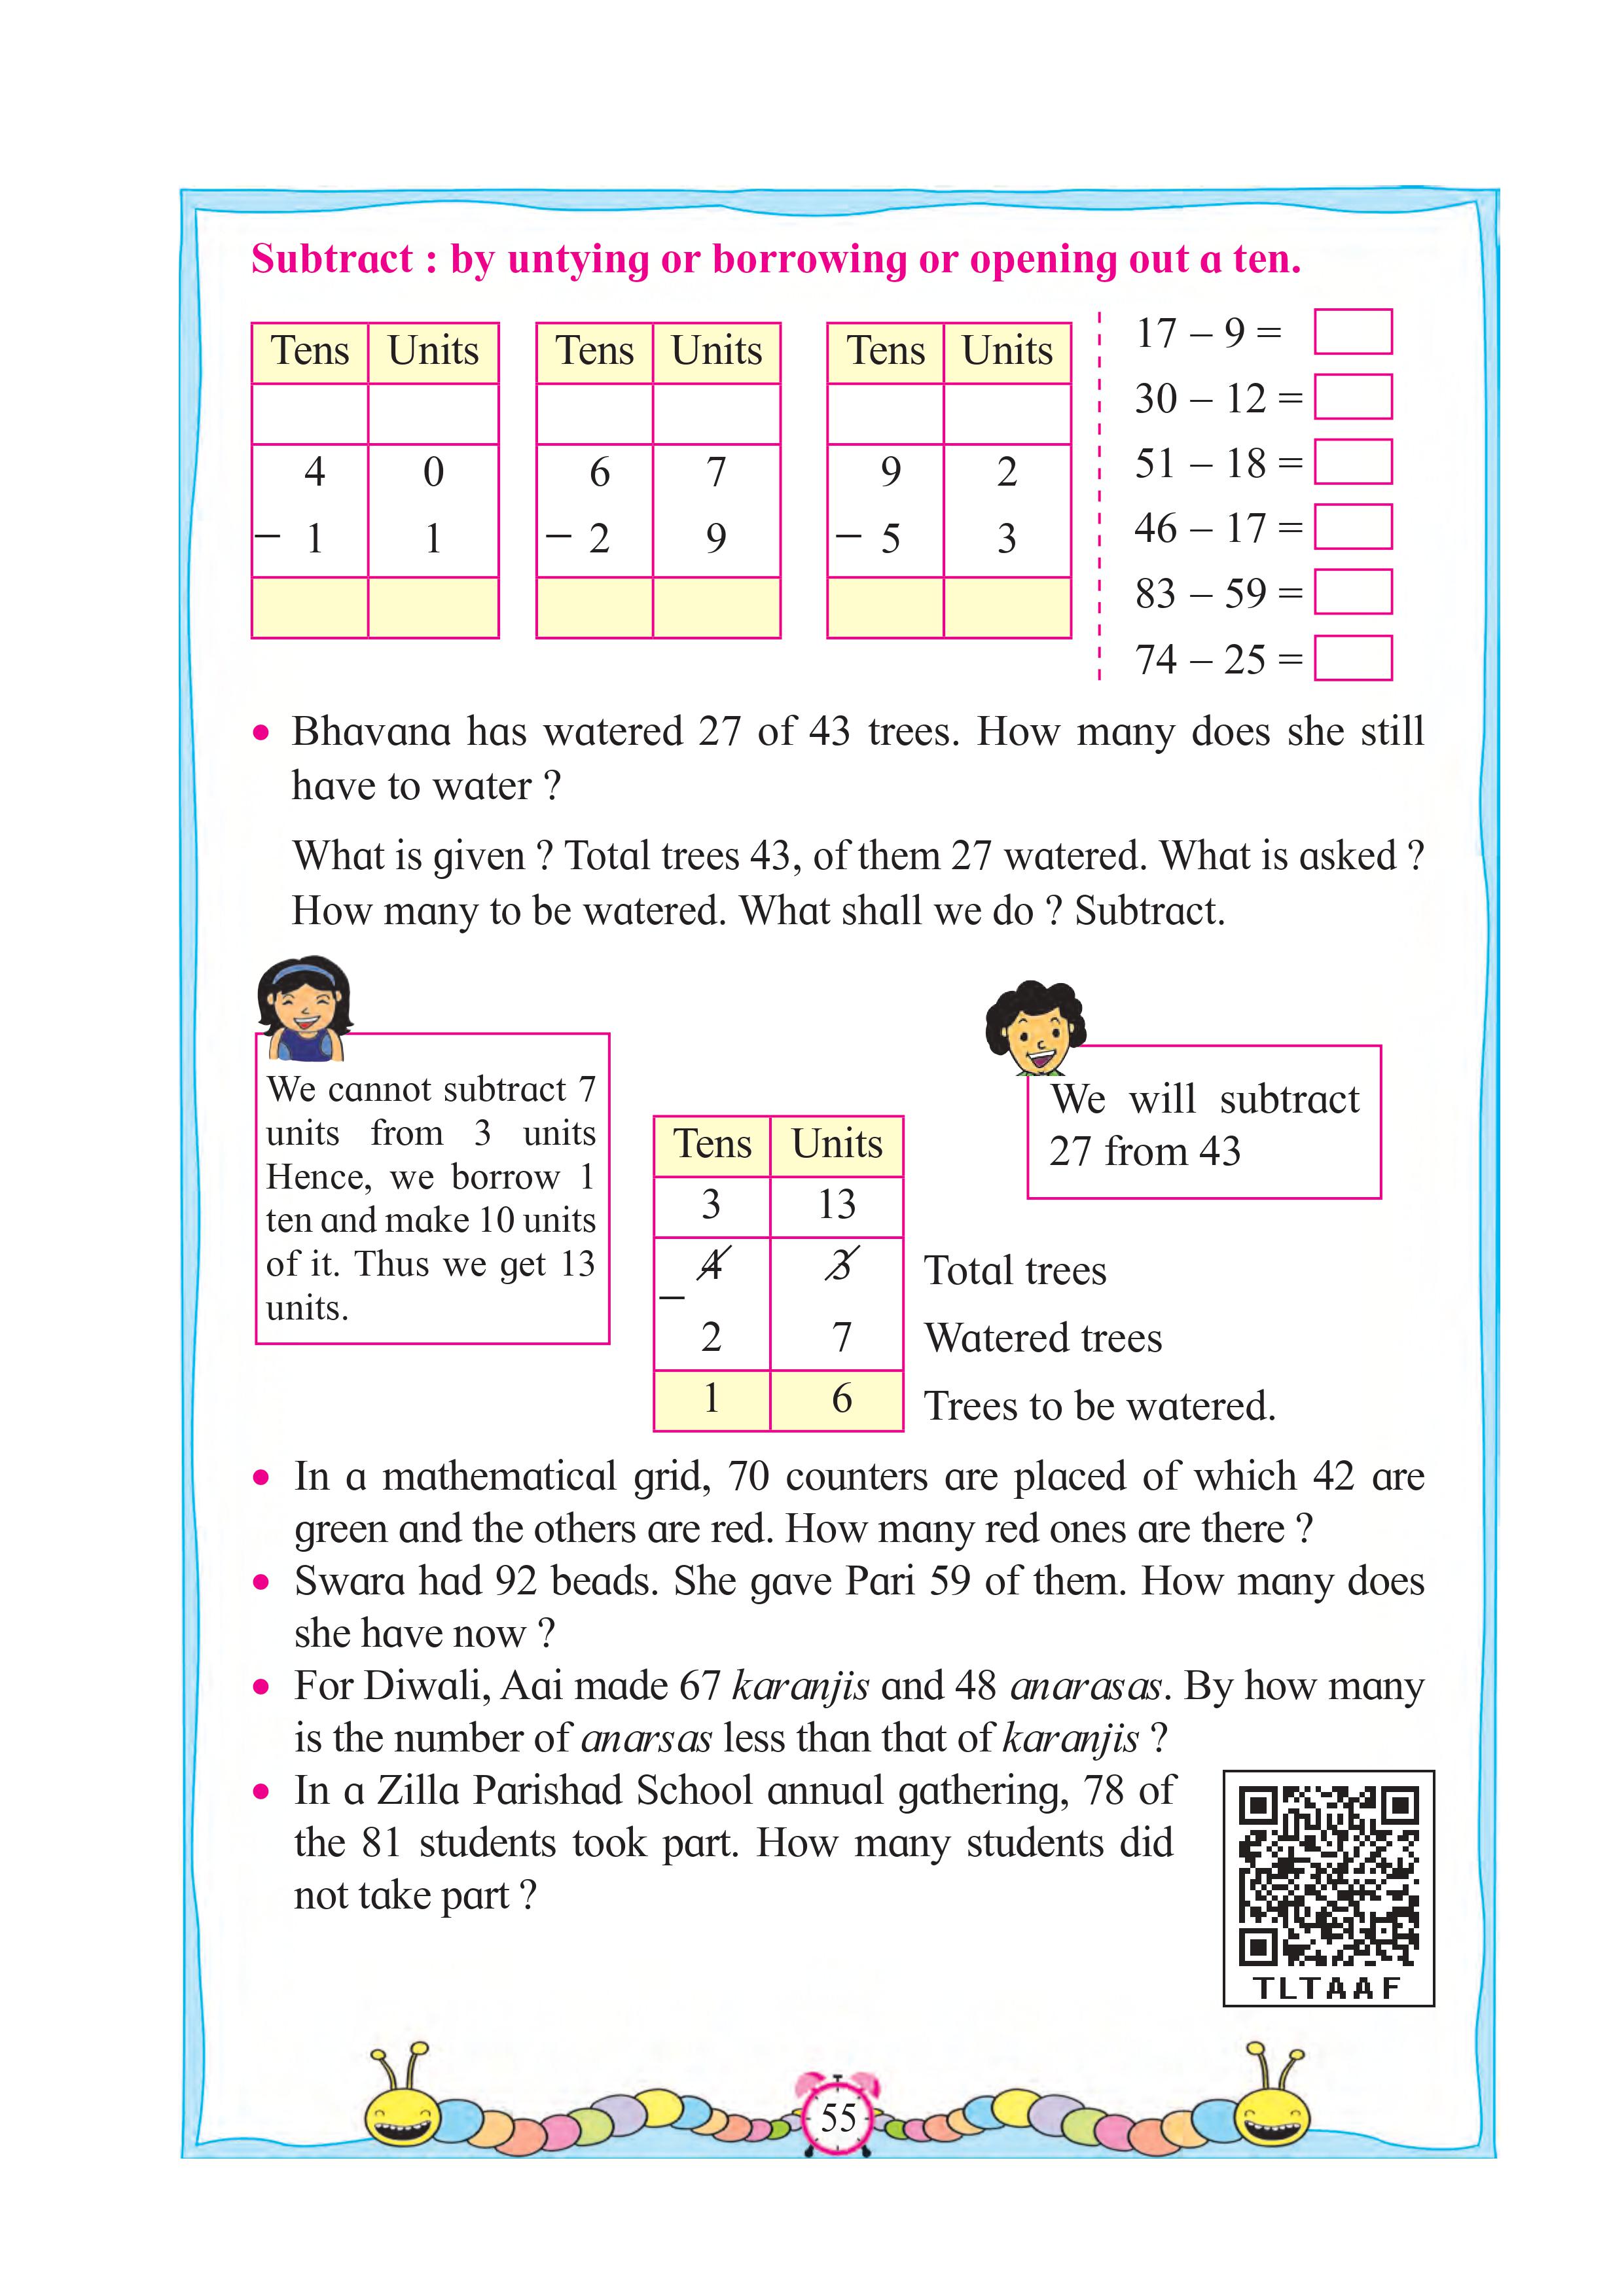 Subtract : by untying or borrowing or opening out a ten.
Tens Units
4 0
– 1 1
Tens Units
6 7
– 2 9
Tens Units
9 2
– 5 3
17 – 9 =
30 – 12 =
51 – 18 =
46 – 17 =
83 – 59 =
74 – 25 =
• Bhavana has watered 27 of 43 trees. How many does she still
have to water ?
What is given ? Total trees 43, of them 27 watered. What is asked ?
How many to be watered. What shall we do ? Subtract.
We cannot subtract 7
units from 3 units
Hence, we borrow 1
ten and make 10 units
of it. Thus we get 13
units.
We will subtract
27 from 43
Tens Units
3 13
4 3 Total trees
–
2 7 Watered trees
1 6 Trees to be watered.
• In a mathematical grid, 70 counters are placed of which 42 are
green and the others are red. How many red ones are there ?
• Swara had 92 beads. She gave Pari 59 of them. How many does
she have now ?
• For Diwali, Aai made 67 karanjis and 48 anarasas. By how many
is the number of anarsas less than that of karanjis ?
• In a Zilla Parishad School annual gathering, 78 of
the 81 students took part. How many students did
not take part ?
TLTAAF
55